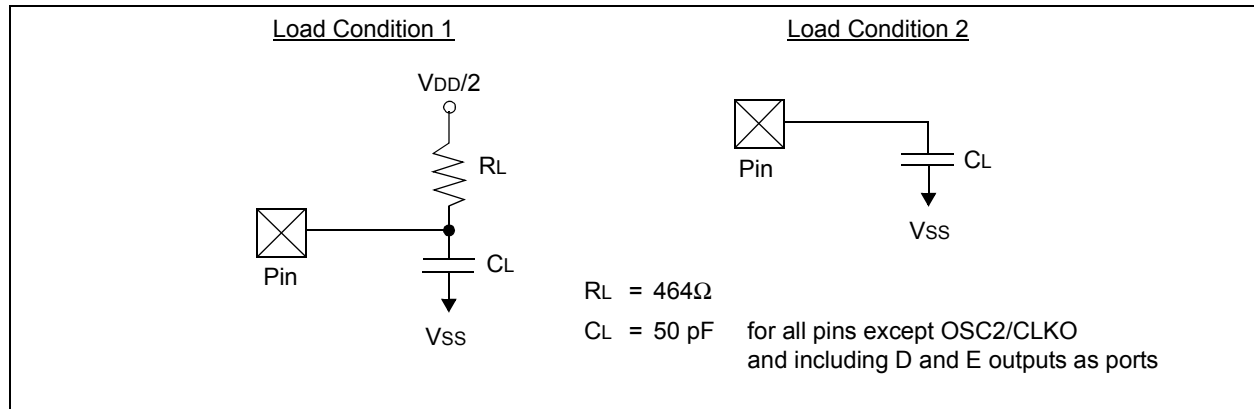 Load Condition 1
VDD/2
RL
Pin
CL
VSS
Load Condition 2
Pin
CL
VSS
RL = 464Ω
CL = 50 pF for all pins except OSC2/CLKO
and including D and E outputs as ports